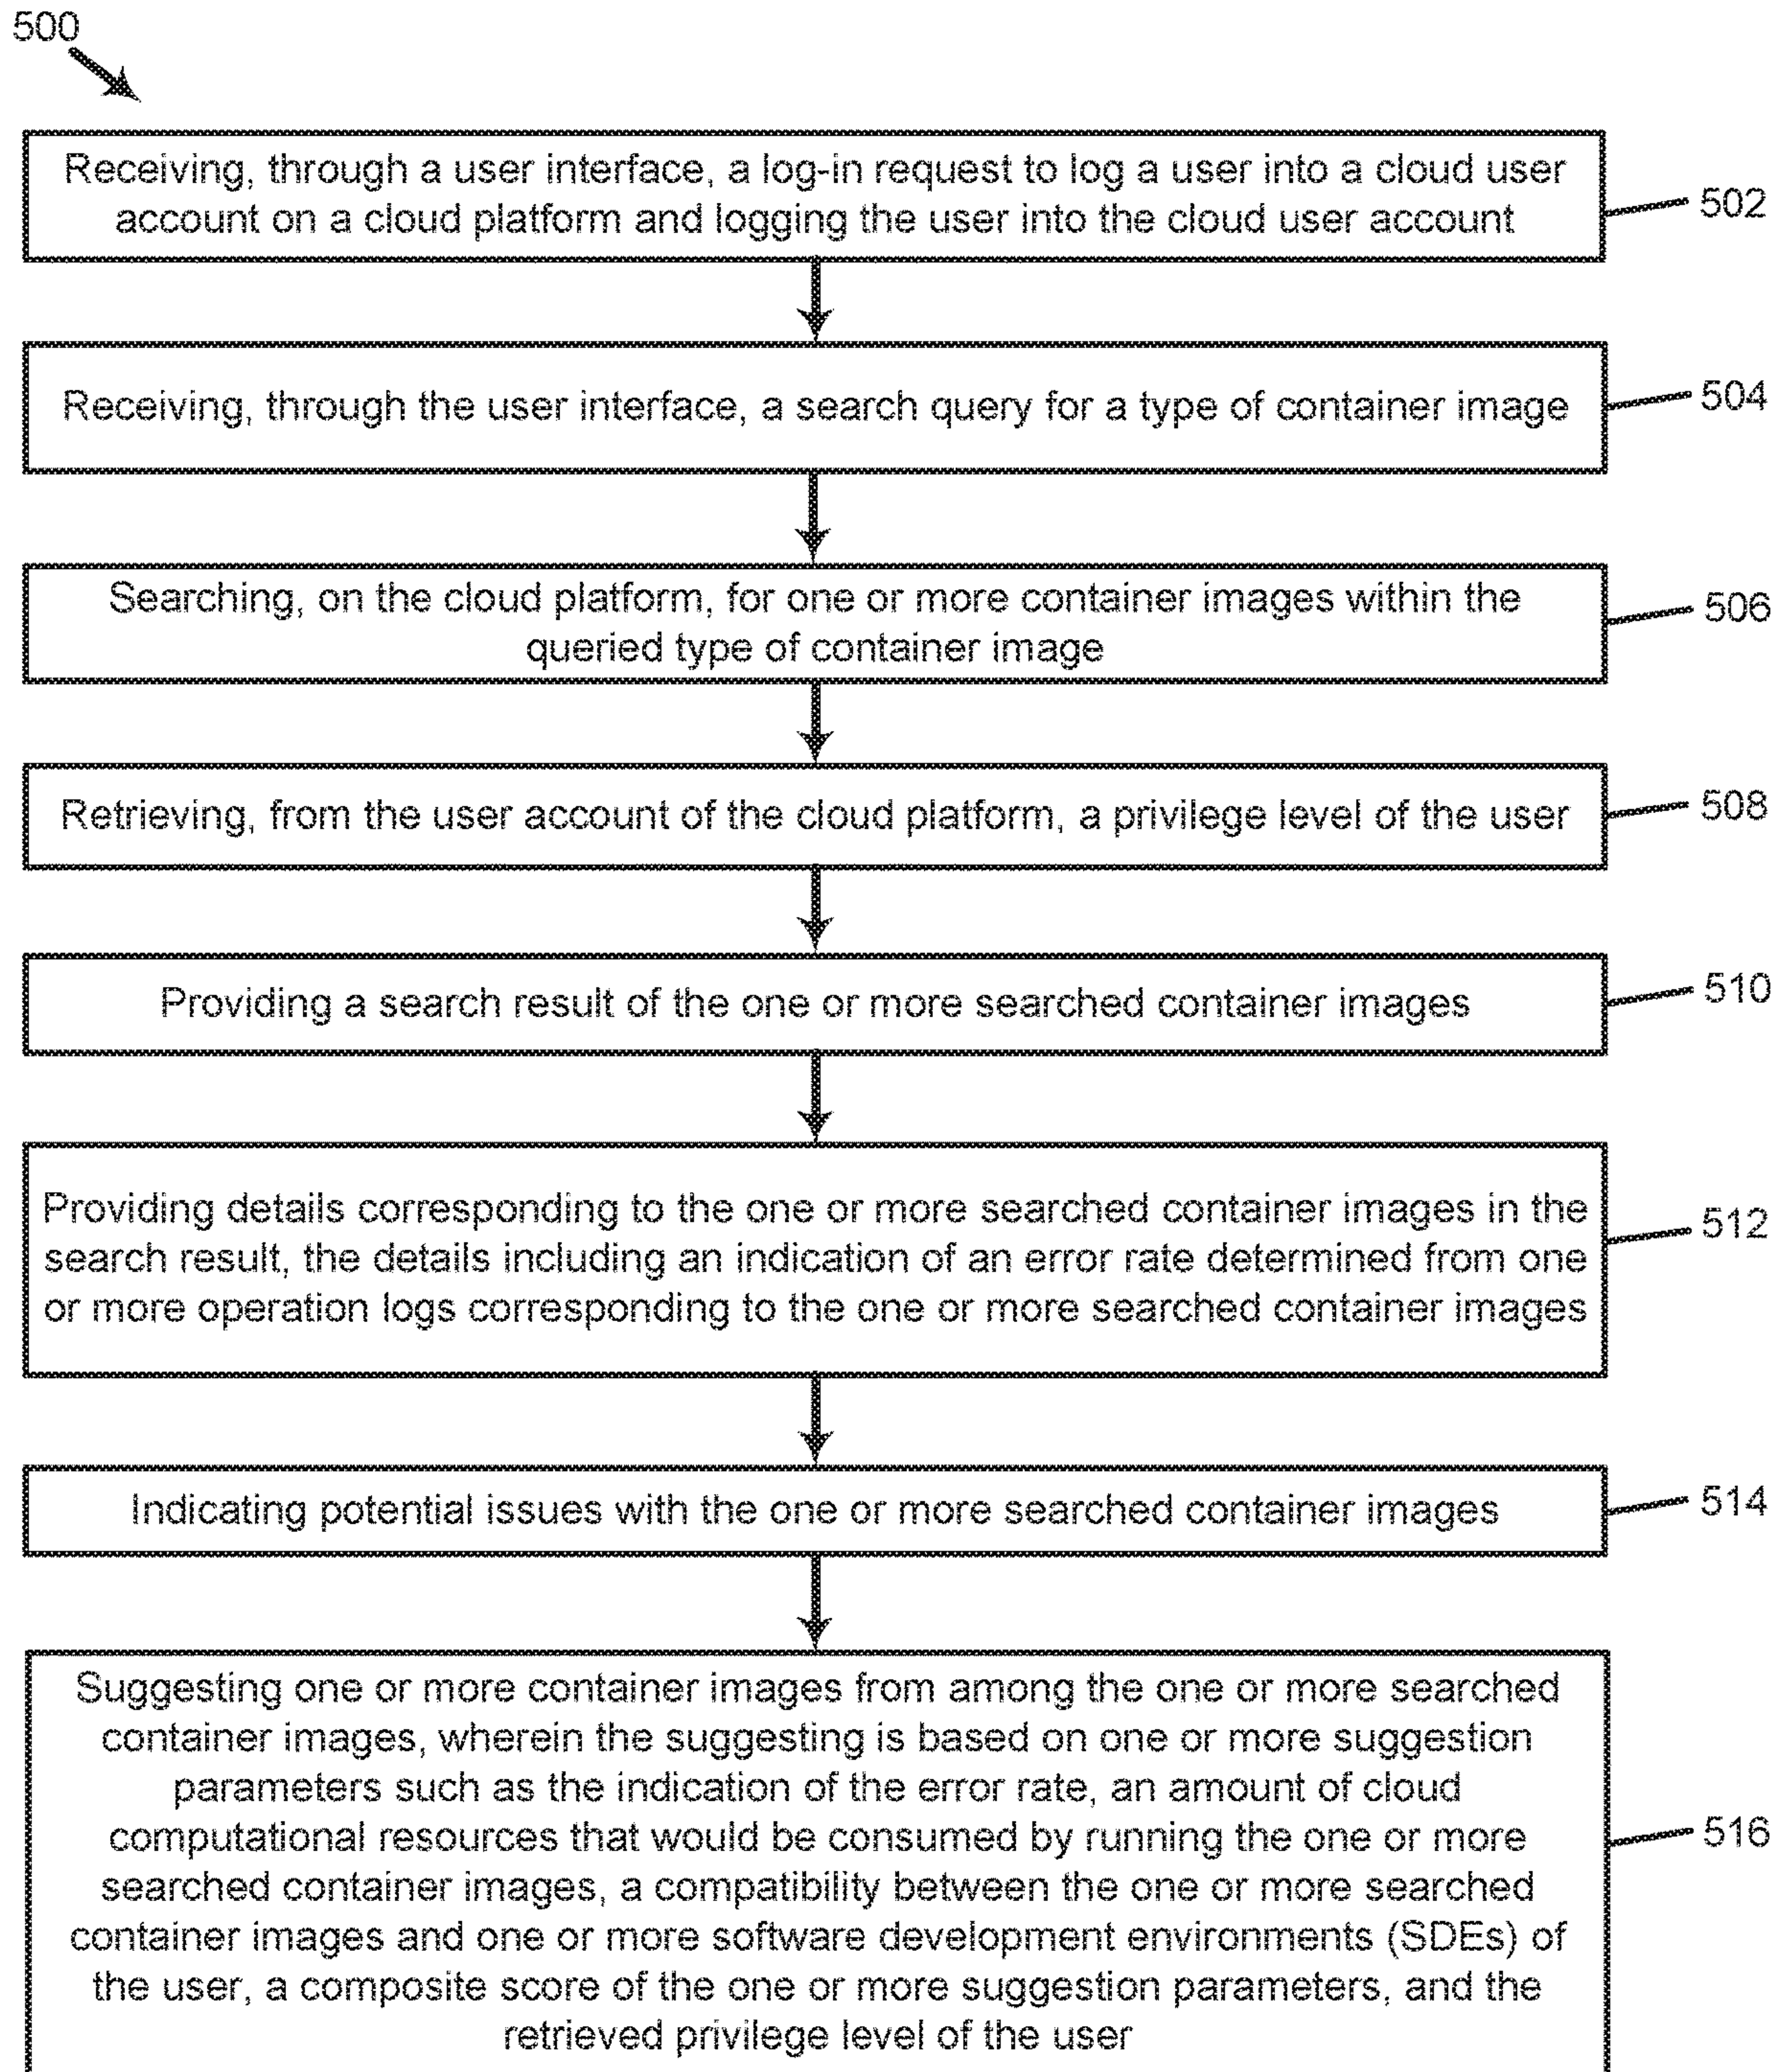 500
Receiving, through a user interface, a log-in request to log a user into a cloud user
account on a cloud platform and logging the user into the cloud user account
502
Receiving, through the user interface, a search query for a type of container image
504
Searching, on the cloud platform, for one or more container images within the
queried type of container image
506
Retrieving, from the user account of the cloud platform, a privilege level of the user
508
Providing a search result of the one or more searched container images
510
Providing details corresponding to the one or more searched container images in the
search result, the details including an indication of an error rate determined from one
or more operation logs corresponding to the one or more searched container images
512
Indicating potential issues with the one or more searched container images
514
Suggesting one or more container images from among the one or more searched
container images, wherein the suggesting is based on one or more suggestion
parameters such as the indication of the error rate, an amount of cloud
computational resources that would be consumed by running the one or more
searched container images, a compatibility between the one or more searched
container images and one or more software development environments (SDEs) of
the user, a composite score of the one or more suggestion parameters, and the
retrieved privilege level of the user
516